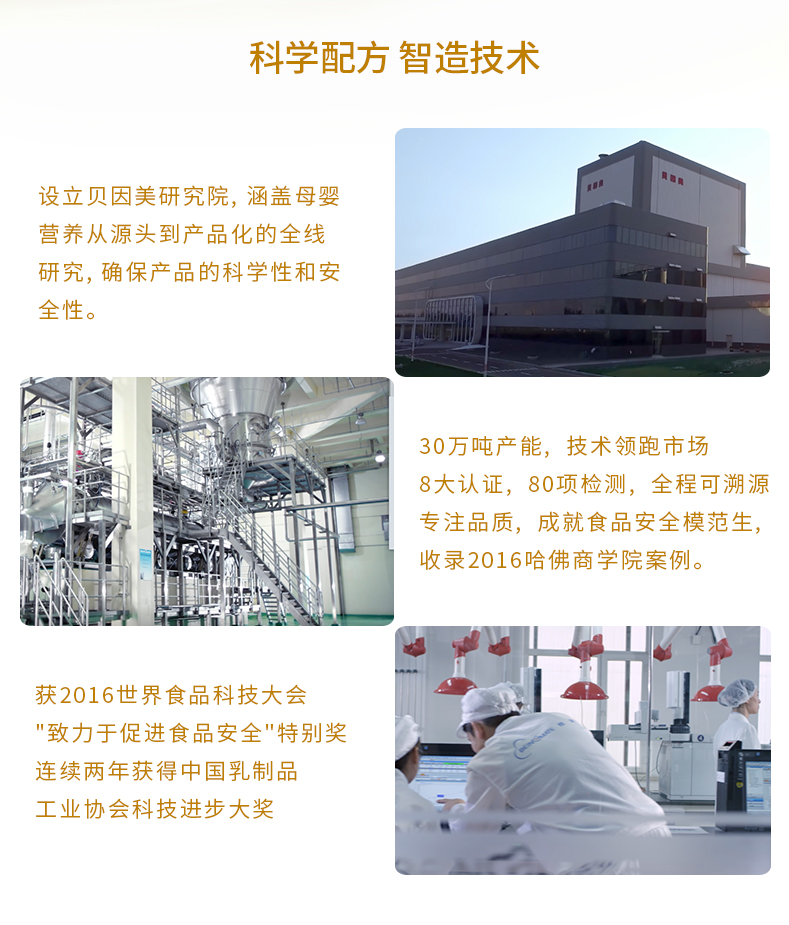 科学配方 智造技术
设立贝因美研究院, 涵盖母婴
营养从源头到产品化的全线
研究, 确保产品的科学性和安
全性。
30万吨产能, 技术领跑市场
8大认证, 80项检测, 全程可溯源
专注品质, 成就食品安全模范生,
收录2016哈佛商学院案例。
获2016世界食品科技大会
"致力于促进食品安全"特别奖
连续两年获得中国乳制品
工业协会科技进步大奖